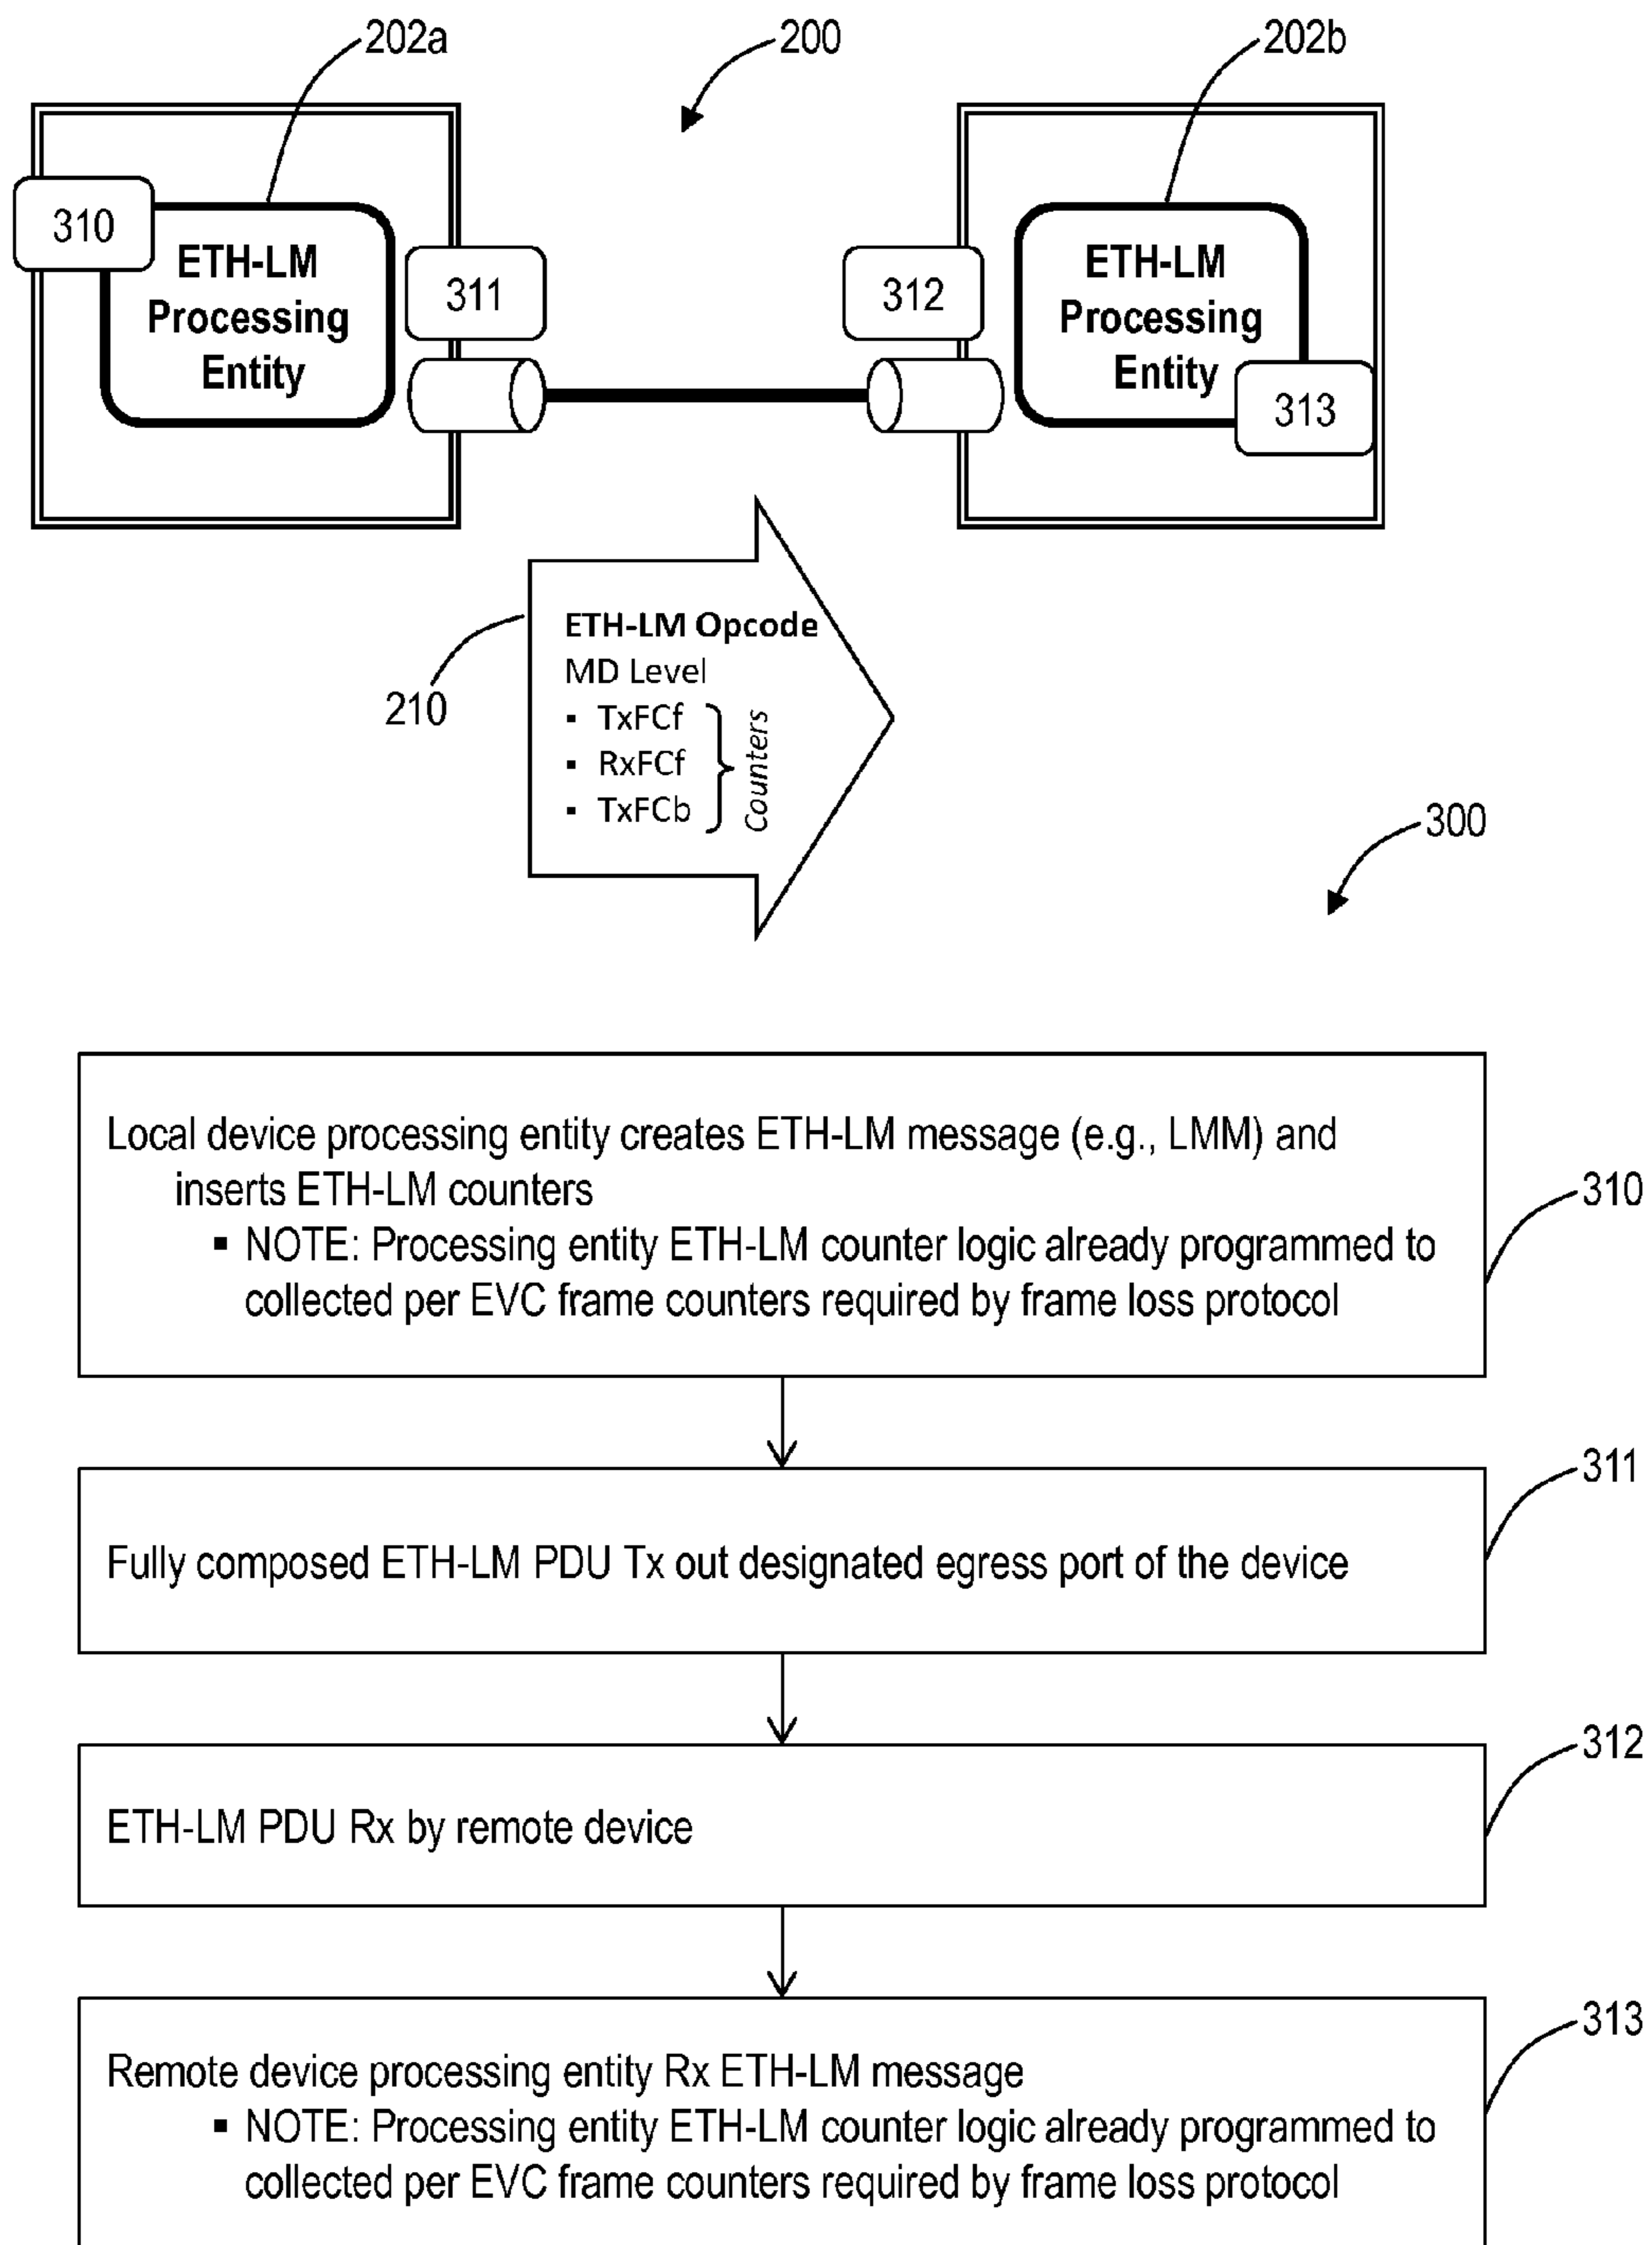 202a
200
202b
310
ETH-LM
Processing
Entity
311
312
ETH-LM
Processing
Entity
313
210
ETH-LM Opcode
MD Level
▪ TxFCf
▪ RxFCf
▪ TxFCb
Counters
300
Local device processing entity creates ETH-LM message (e.g., LMM) and
inserts ETH-LM counters
▪ NOTE: Processing entity ETH-LM counter logic already programmed to
collected per EVC frame counters required by frame loss protocol
310
Fully composed ETH-LM PDU Tx out designated egress port of the device
311
ETH-LM PDU Rx by remote device
312
Remote device processing entity Rx ETH-LM message
▪ NOTE: Processing entity ETH-LM counter logic already programmed to
collected per EVC frame counters required by frame loss protocol
313